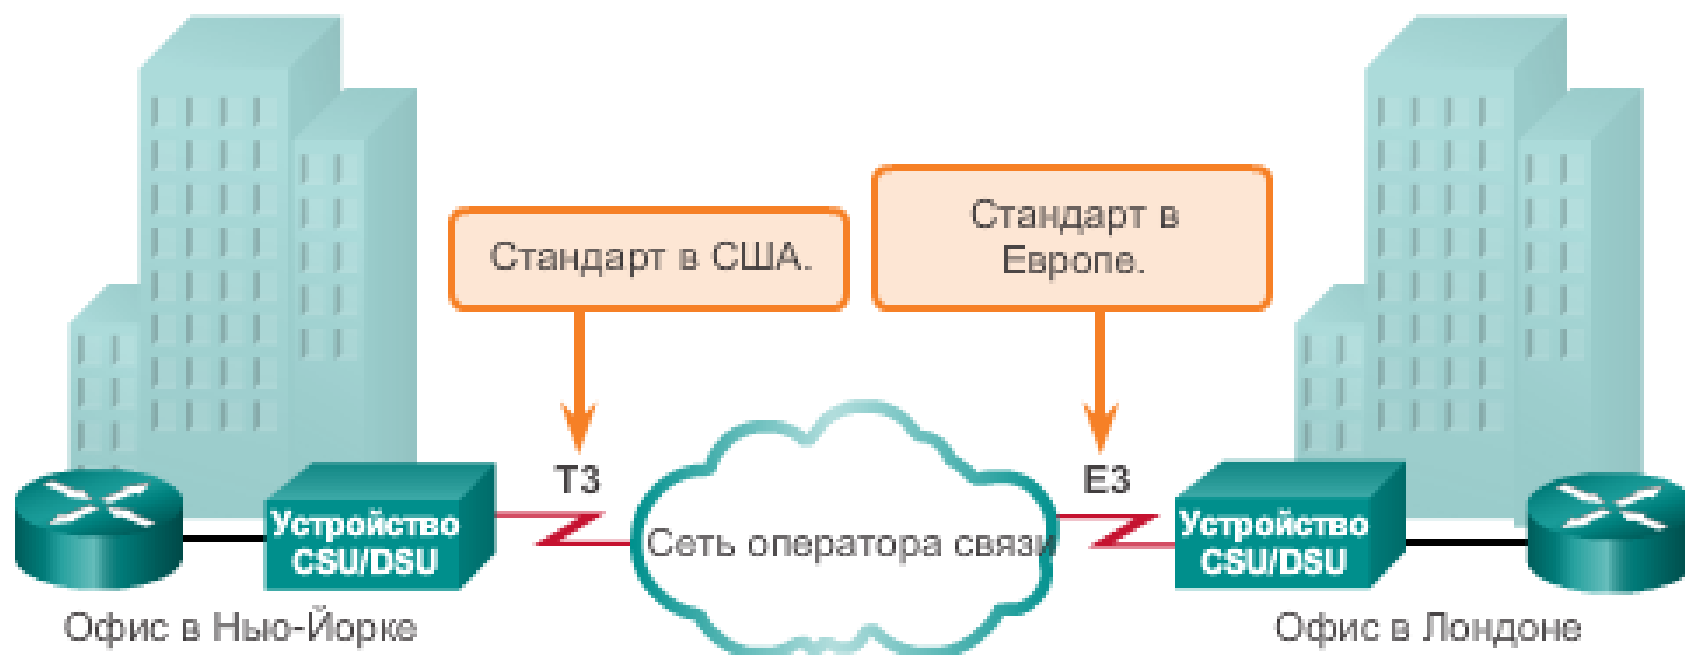 Стандарт в США.
Стандарт в
Европе.
T3
E3
Устройство
CSU/DSU
Сеть оператора связи
Устройство
CSU/DSU
Офис в Нью-Йорке
Офис в Лондоне